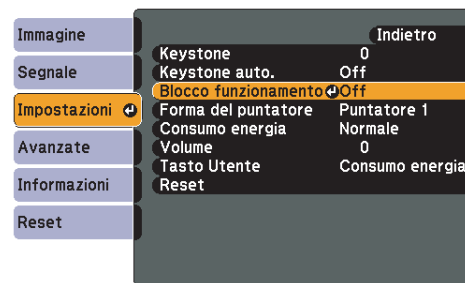 Immagine
Segnale
Impostazioni
Avanzate
Informazioni
Reset
Indietro
Keystone 0
Keystone auto. Off
Blocco funzionamento Off
Forma del puntatore Puntatore 1
Consumo energia Normale
Volume 0
Tasto Utente Consumo energia
Reset